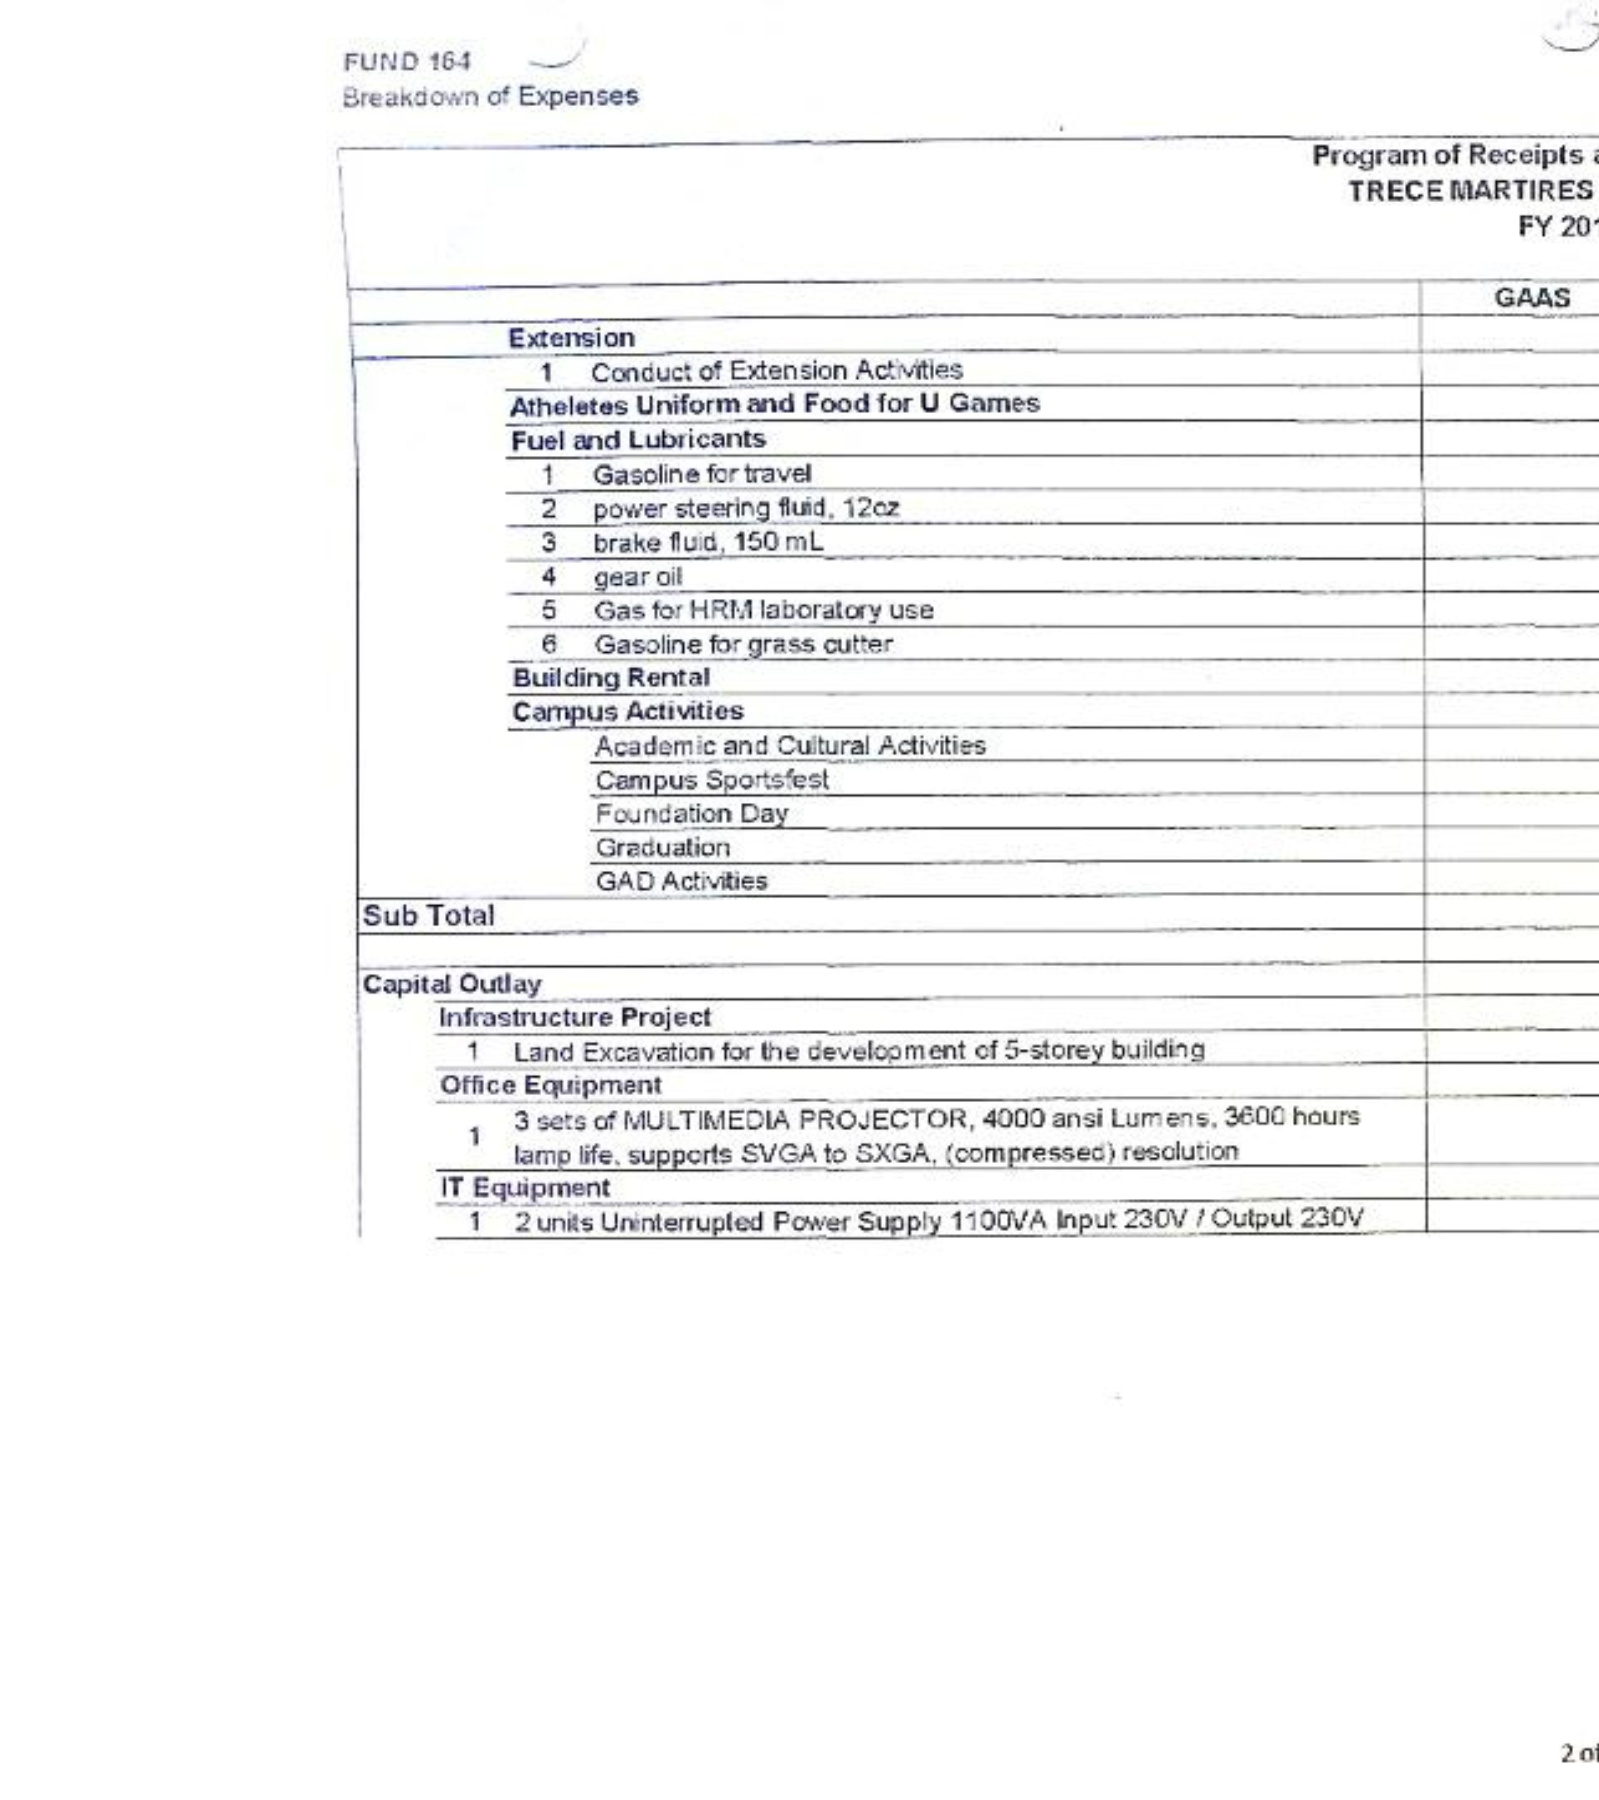 FUND 164
Breakdown of Expenses
Program of Receipts a
TRECE MARTIRES
FY 201
GAAS
Extension
1 Conduct of Extension Activities
Atheletes Uniform and Food for U Games
Fuel and Lubricants
1 Gasoline for travel
2 power steering fluid, 12oz
3 brake fluid, 150 mL
4 gear oil
5 Gas for HRM laboratory use
6 Gasoline for grass cutter
Building Rental
Campus Activities
Academic and Cultural Activities
Campus Sportsfest
Foundation Day
Graduation
GAD Activities
Sub Total
Capital Outlay
Infrastructure Project
1 Land Excavation for the development of 5-storey building
Office Equipment
1 3 sets of MULTIMEDIA PROJECTOR, 4000 ansi Lumens, 3600 hours
lamp life, supports SVGA to SXGA, (compressed) resolution
IT Equipment
1 2 units Uninterrupted Power Supply 1100VA Input 230V / Output 230V
2 of